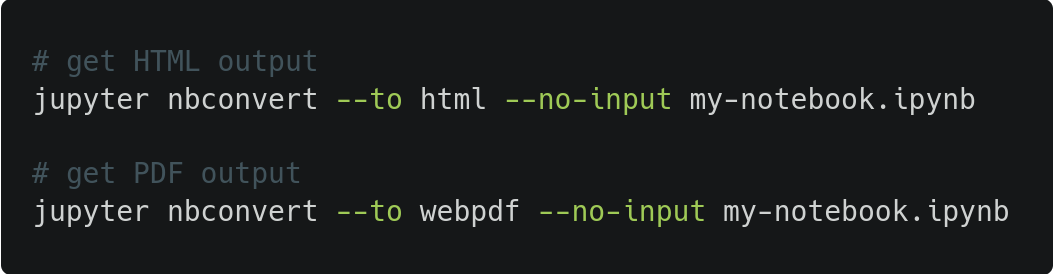 # get HTML output
jupyter nbconvert --to html --no-input my-notebook.ipynb
# get PDF output
jupyter nbconvert --to webpdf --no-input my-notebook.ipynb